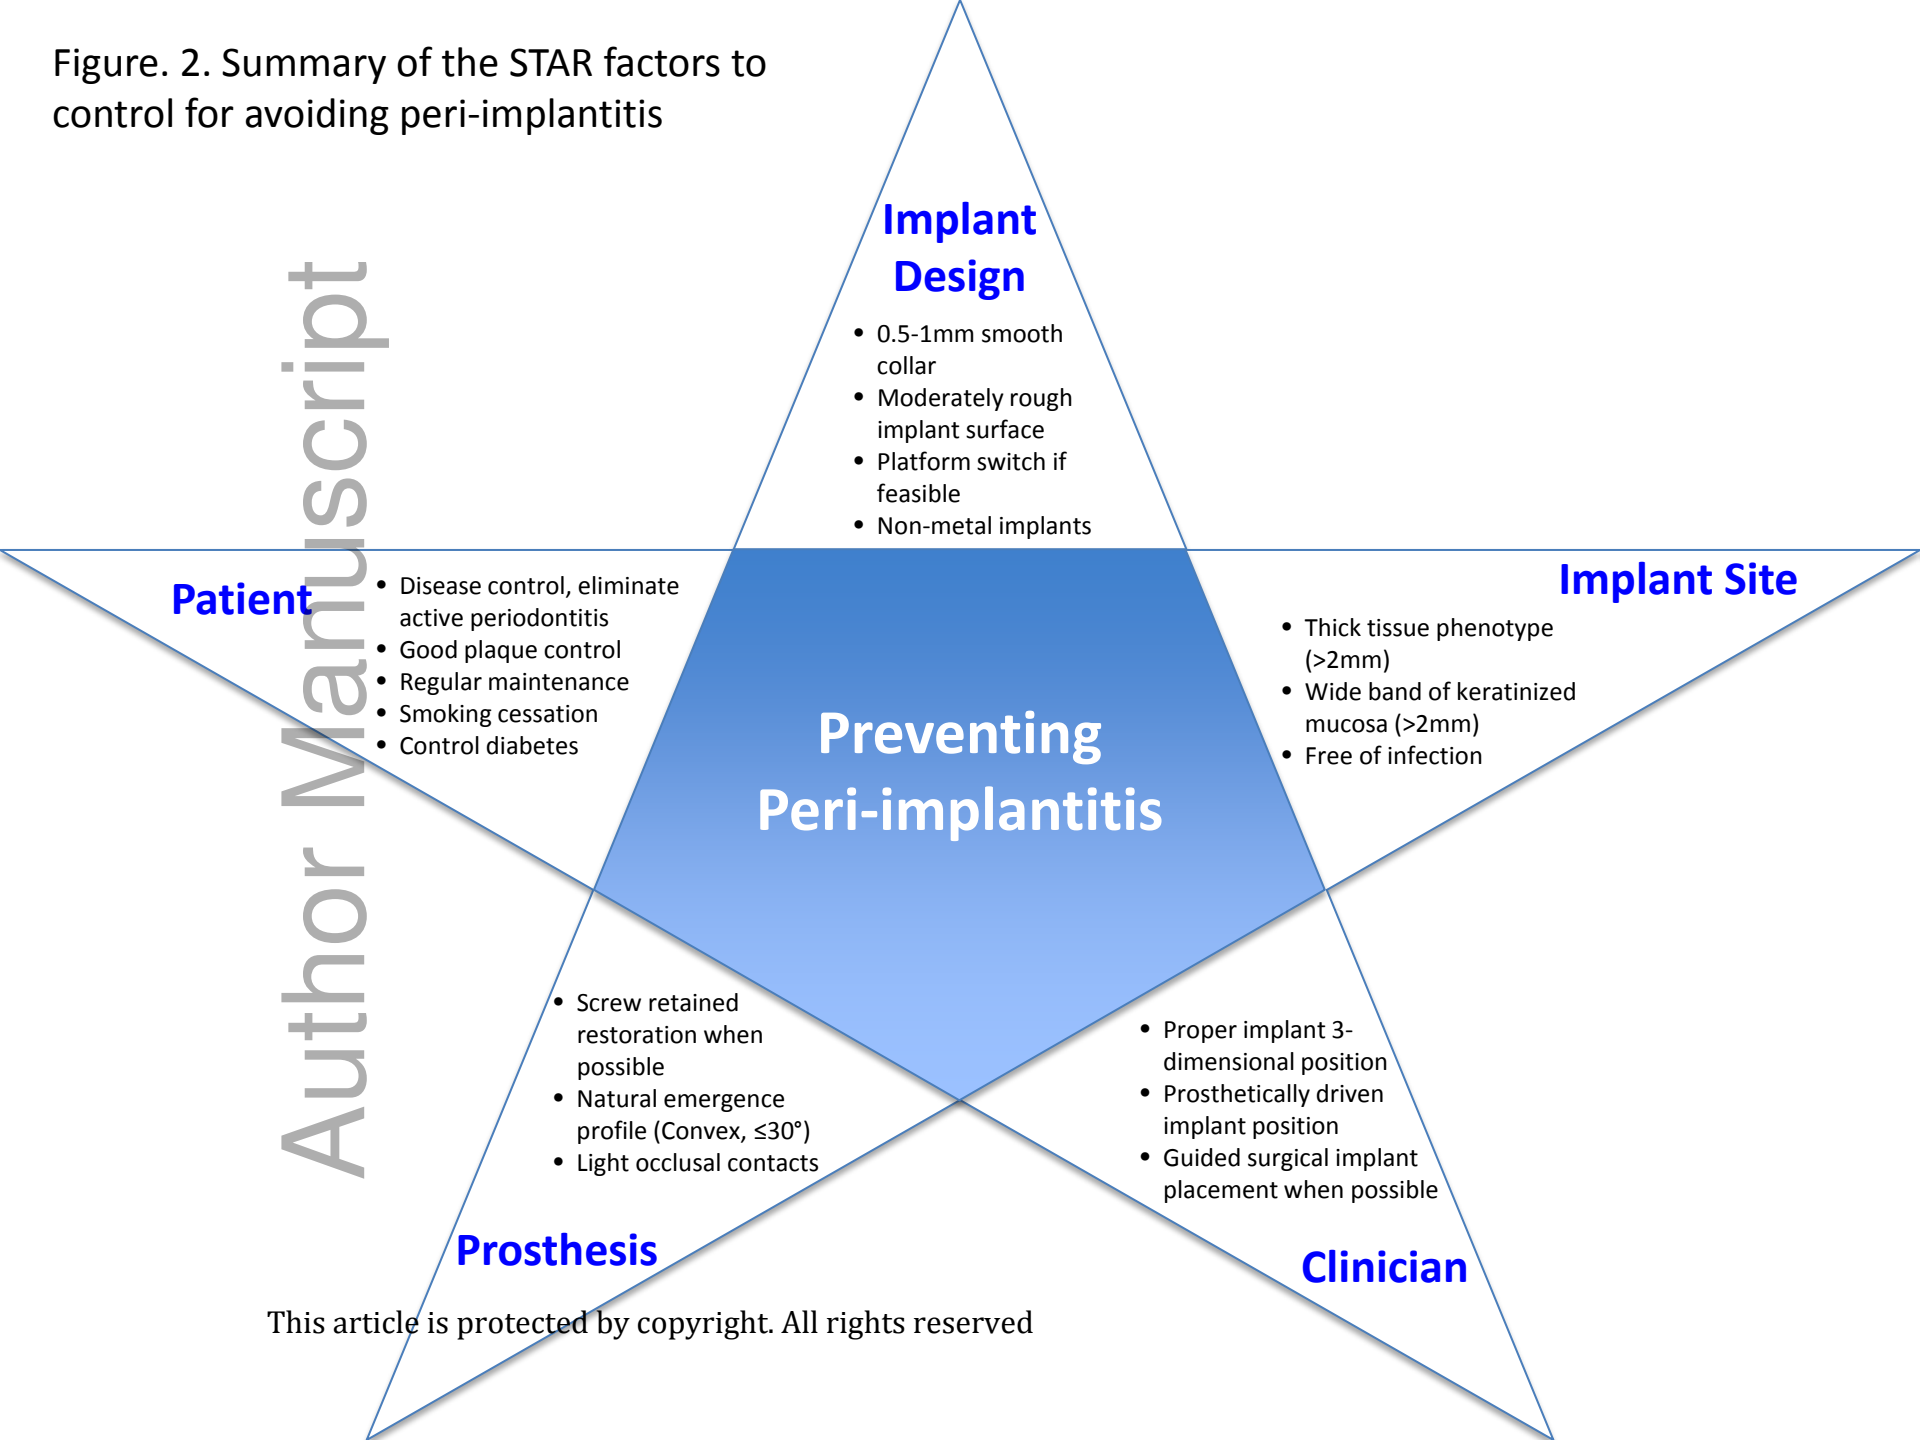 Figure. 2. Summary of the STAR factors to
control for avoiding peri-implantitis
Implant
Design
• 0.5-1mm smooth
collar
• Moderately rough
implant surface
• Platform switch if
feasible
• Non-metal implants
Patient
• Disease control, eliminate
active periodontitis
• Good plaque control
• Regular maintenance
• Smoking cessation
• Control diabetes
Implant Site
• Thick tissue phenotype
(>2mm)
• Wide band of keratinized
mucosa (>2mm)
• Free of infection
Preventing
Peri-implantitis
• Screw retained
restoration when
possible
• Natural emergence
profile (Convex, ≤30°)
• Light occlusal contacts
Prosthesis
• Proper implant 3-
dimensional position
• Prosthetically driven
implant position
• Guided surgical implant
placement when possible
Clinician
Author Manuscript
This article is protected by copyright. All rights reserved